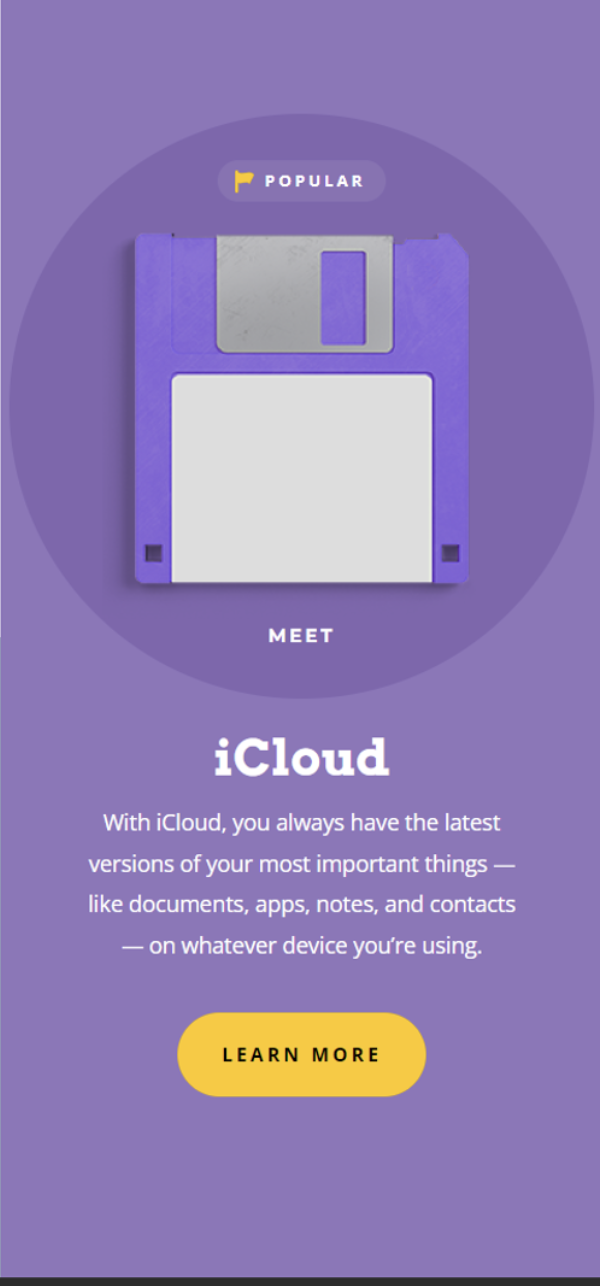 POPULAR
MEET
iCloud
With iCloud, you always have the latest
versions of your most important things —
like documents, apps, notes, and contacts
— on whatever device you’re using.
LEARN MORE